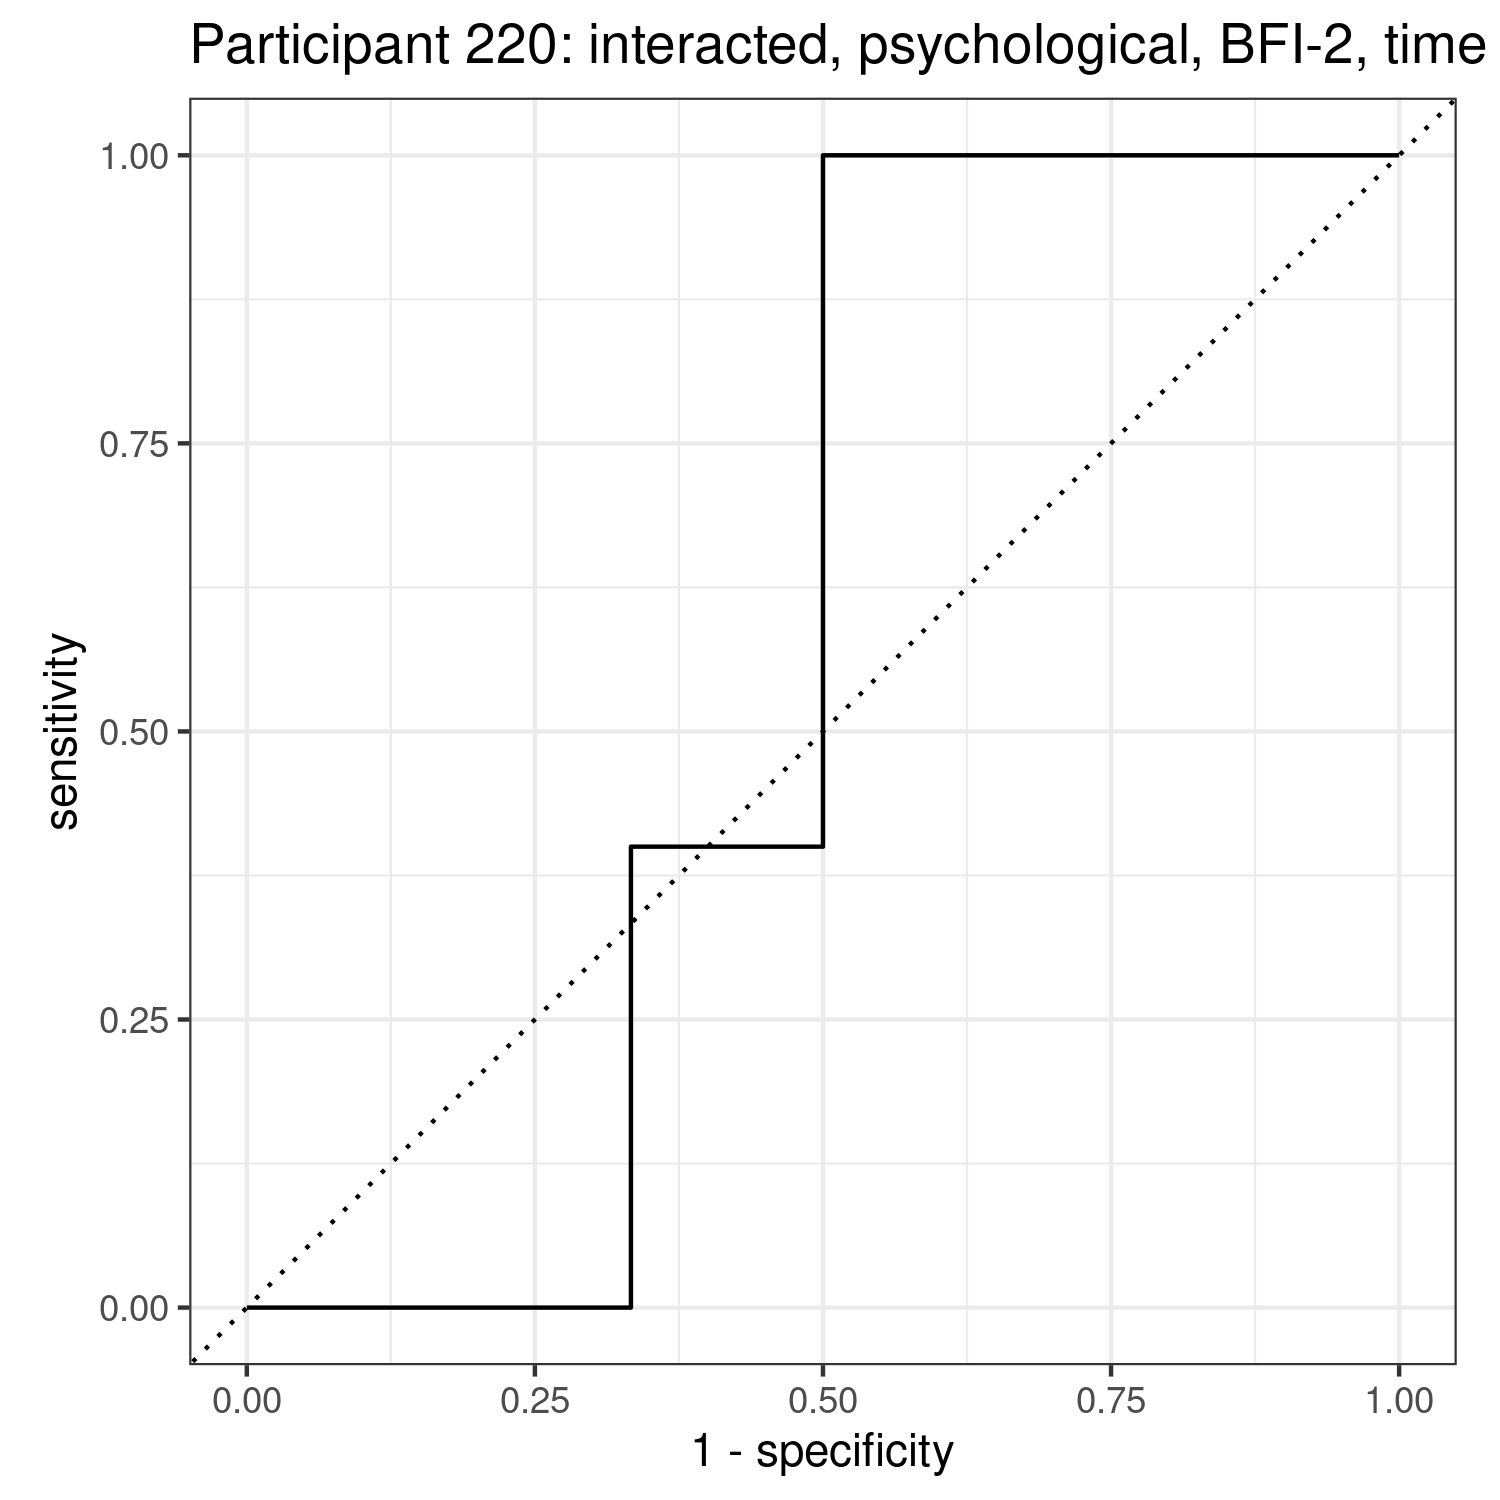 Participant 220: interacted, psychological, BFI-2, time
1.00
0.75
0.50
0.25
0.00
sensitivity
0.00 0.25 0.50 0.75 1.00
1 - specificity